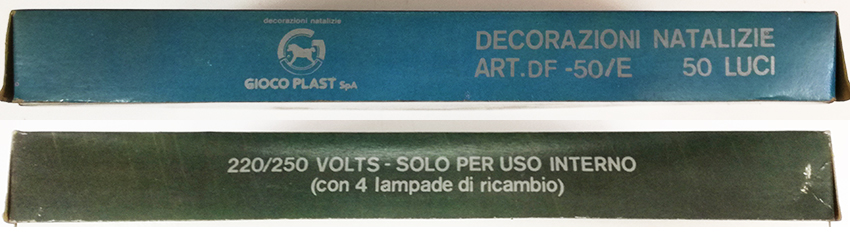 decorazioni natalizie
GIOCO PLAST SpA
DECORAZIONI NATALIZIE
ART.DF -50/E 50 LUCI
220/250 VOLTS - SOLO PER USO INTERNO
(con 4 lampade di ricambio)